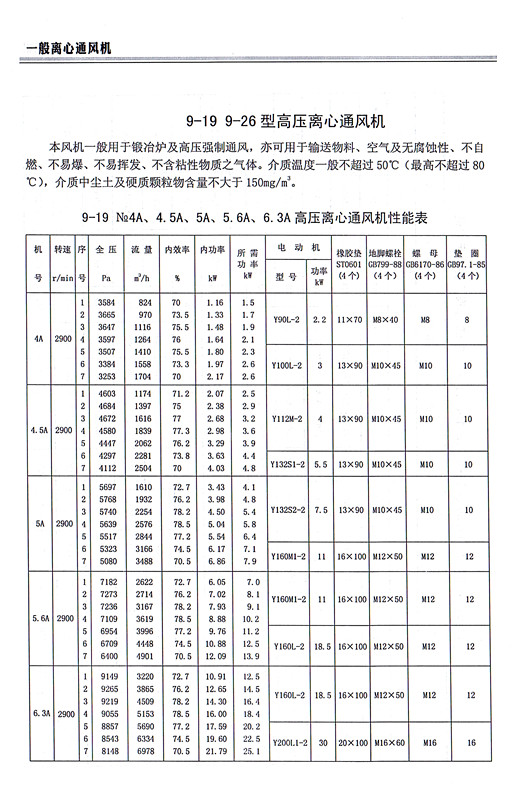 一般离心通风机
9-19 9-26 型高压离心通风机
本风机一般用于锻冶炉及高压强制通风，亦可用于输送物料、空气及无腐蚀性、不自
燃、不易爆、不易挥发、不含粘性物质之气体。介质温度一般不超过 50℃（最高不超过 80
℃），介质中尘土及硬质颗粒物含量不大于 150mg/m³。
9-19 №4A、4.5A、5A、5.6A、6.3A 高压离心通风机性能表
机号 转速 r/min 序号 全压 Pa 流量 m³/h 内效率 % 内功率 kW 所需功率 kW 电动机 型号 功率 kW 橡胶垫 ST0601 (4个) 地脚螺栓 GB799-88 (4个) 螺母 GB6170-86 (4个) 垫圈 GB97.1-85 (4个)
4A 2900
1 3584 824 70 1.16 1.5
2 3665 970 73.5 1.33 1.7
3 3647 1116 75.5 1.48 1.9
4 3597 1264 76 1.64 2.1
5 3507 1410 75.5 1.80 2.3
6 3384 1558 73.3 1.97 2.6
7 3253 1704 70 2.17 2.6
Y90L-2 2.2 11×70 M8×40 M8 8
Y100L-2 3 13×90 M10×45 M10 10
4.5A 2900
1 4603 1174 71.2 2.07 2.5
2 4684 1397 75 2.38 2.9
3 4672 1616 77 2.68 3.2
4 4580 1839 77.3 2.98 3.6
5 4447 2062 76.2 3.29 3.9
6 4297 2281 73.8 3.63 4.4
7 4112 2504 70 4.03 4.8
Y112M-2 4 13×90 M10×45 M10 10
Y132S1-2 5.5 13×90 M10×45 M10 10
5A 2900
1 5697 1610 72.7 3.43 4.1
2 5768 1932 76.2 3.98 4.8
3 5740 2254 78.2 4.50 5.4
4 5639 2576 78.5 5.04 5.8
5 5517 2844 77.2 5.54 6.4
6 5323 3166 74.5 6.17 7.1
7 5080 3488 70.5 6.86 7.9
Y132S2-2 7.5 13×90 M10×45 M10 10
Y160M1-2 11 16×100 M12×50 M12 12
5.6A 2900
1 7182 2622 72.7 6.05 7.0
2 7273 2714 76.2 7.02 8.1
3 7236 3167 78.2 7.93 9.1
4 7109 3619 78.5 8.88 10.2
5 6954 3996 77.2 9.76 11.2
6 6709 4448 74.5 10.88 12.5
7 6400 4901 70.5 12.09 13.9
Y160M1-2 11 16×100 M12×50 M12 12
Y160L-2 18.5 16×100 M12×50 M12 12
6.3A 2900
1 9149 3220 72.7 10.91 12.5
2 9265 3865 76.2 12.65 14.5
3 9219 4509 78.2 14.30 16.4
4 9055 5153 78.5 16.00 18.4
5 8857 5690 77.2 17.59 20.2
6 8543 6334 74.5 19.60 22.5
7 8148 6978 70.5 21.79 25.1
Y160L-2 18.5 16×100 M12×50 M12 12
Y200L1-2 30 20×100 M16×60 M16 16